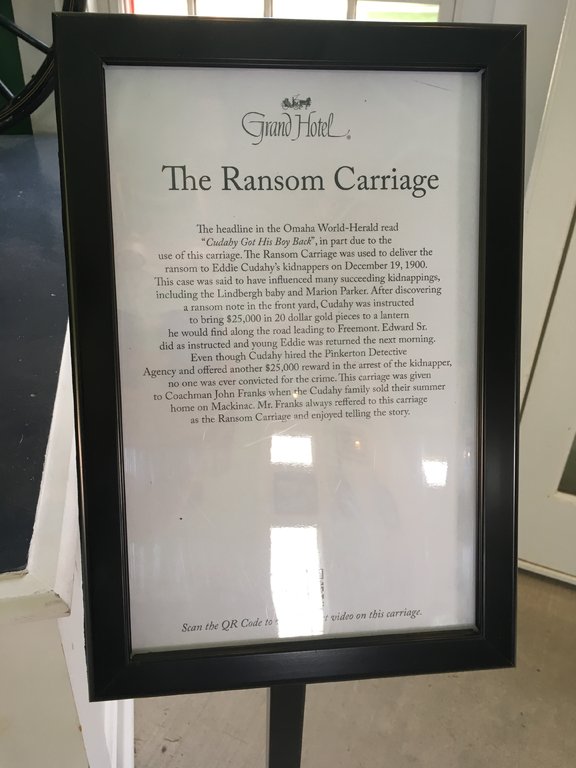 Grand Hotel®
The Ransom Carriage
The headline in the Omaha World-Herald read
"Cudahy Got His Boy Back", in part due to the
use of this carriage. The Ransom Carriage was used to deliver the
ransom to Eddie Cudahy's kidnappers on December 19, 1900.
This case was said to have influenced many succeeding kidnappings,
including the Lindbergh baby and Marion Parker. After discovering
a ransom note in the front yard, Cudahy was instructed
to bring $25,000 in 20 dollar gold pieces to a lantern
he would find along the road leading to Freemont. Edward Sr.
did as instructed and young Eddie was returned the next morning.
Even though Cudahy hired the Pinkerton Detective
Agency and offered another $25,000 reward in the arrest of the kidnapper,
no one was ever convicted for the crime. This carriage was given
to Coachman John Franks when the Cudahy family sold their summer
home on Mackinac. Mr. Franks always reffered to this carriage
as the Ransom Carriage and enjoyed telling the story.
Scan the QR Code to video on this carriage.